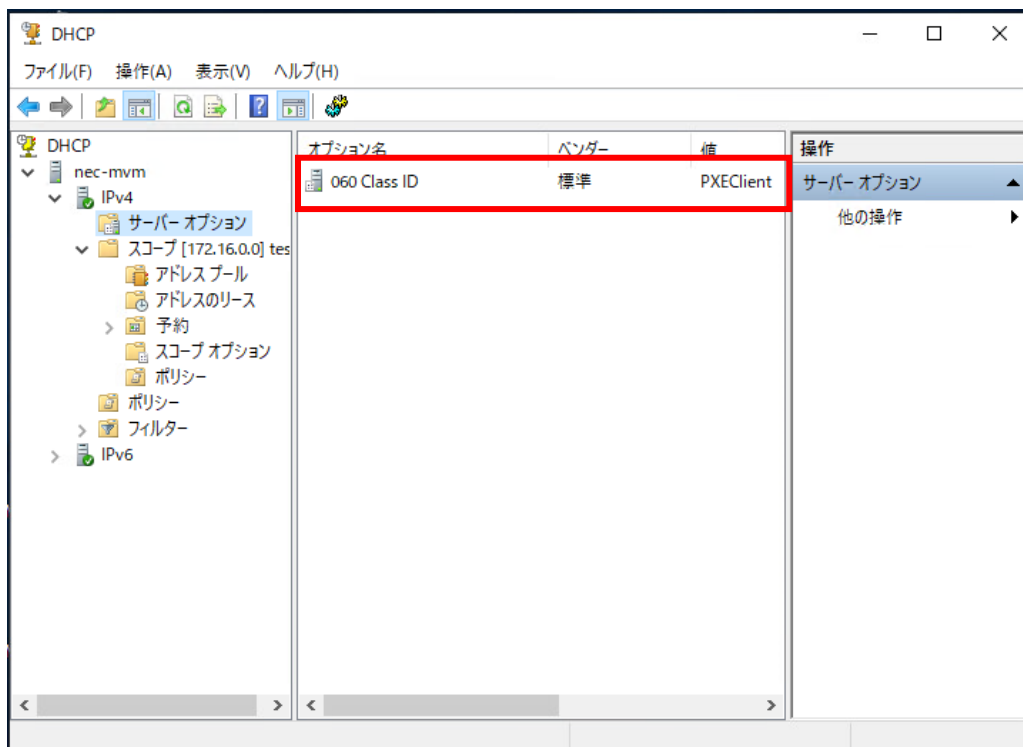 DHCP
ファイル(F) 操作(A) 表示(V) ヘルプ(H)
DHCP
nec-mvm
IPv4
サーバー オプション
スコープ [172.16.0.0] tes
アドレス プール
アドレスのリース
予約
スコープ オプション
ポリシー
ポリシー
フィルター
IPv6
オプション名 ベンダー 値
060 Class ID 標準 PXEClient
操作
サーバー オプション
他の操作